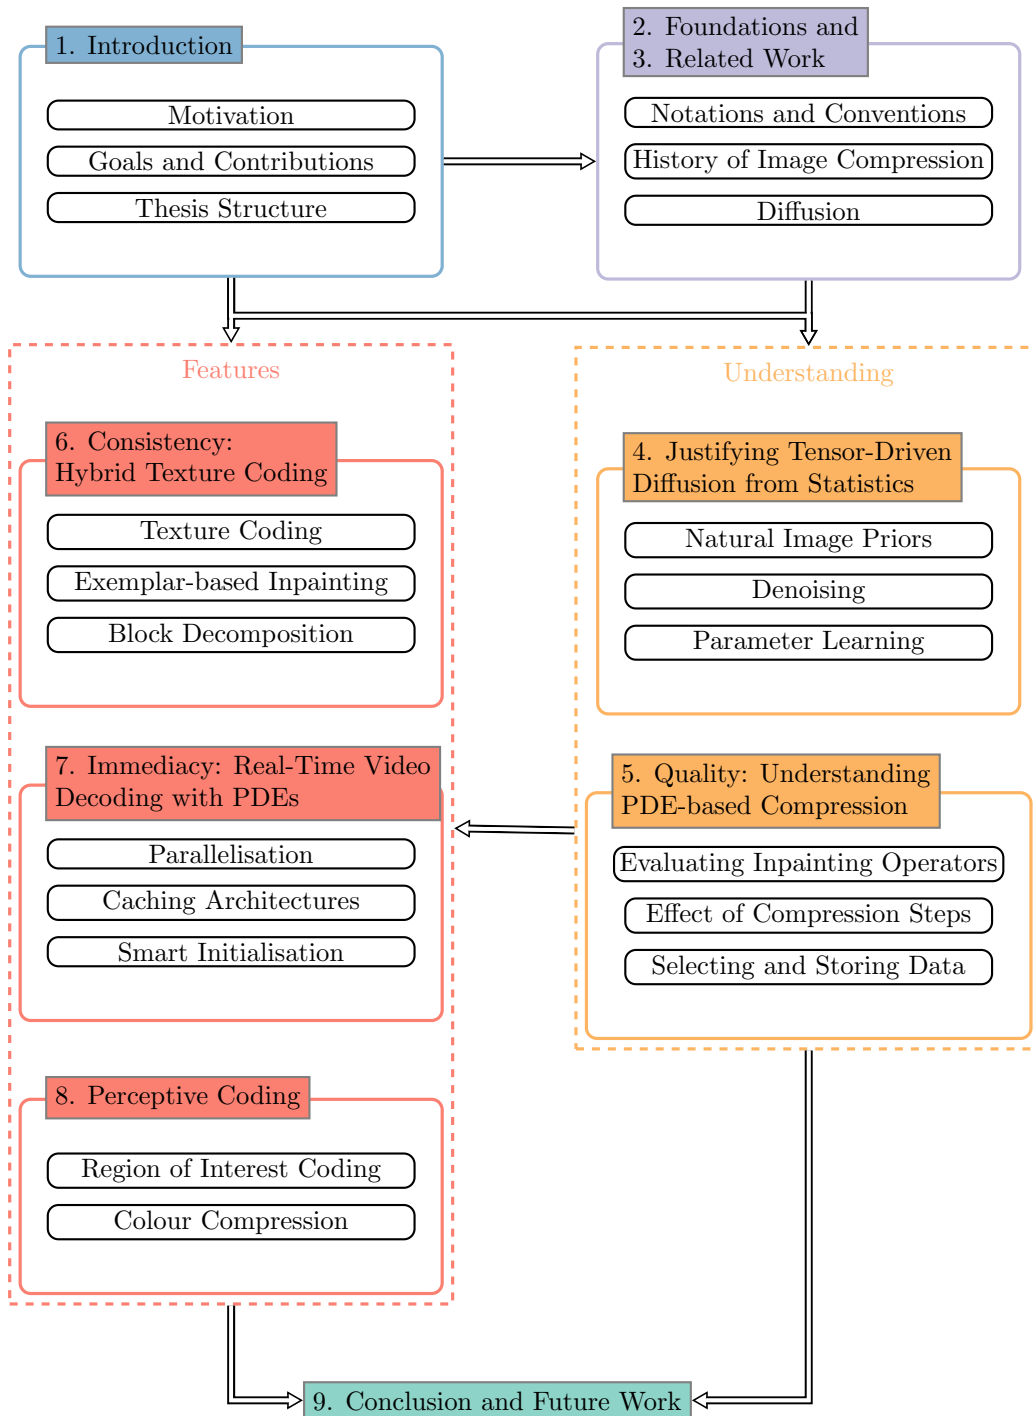 1. Introduction
Motivation
Goals and Contributions
Thesis Structure
2. Foundations and
3. Related Work
Notations and Conventions
History of Image Compression
Diffusion
Features
6. Consistency:
Hybrid Texture Coding
Texture Coding
Exemplar-based Inpainting
Block Decomposition
7. Immediacy: Real-Time Video
Decoding with PDEs
Parallelisation
Caching Architectures
Smart Initialisation
8. Perceptive Coding
Region of Interest Coding
Colour Compression
Understanding
4. Justifying Tensor-Driven
Diffusion from Statistics
Natural Image Priors
Denoising
Parameter Learning
5. Quality: Understanding
PDE-based Compression
Evaluating Inpainting Operators
Effect of Compression Steps
Selecting and Storing Data
9. Conclusion and Future Work